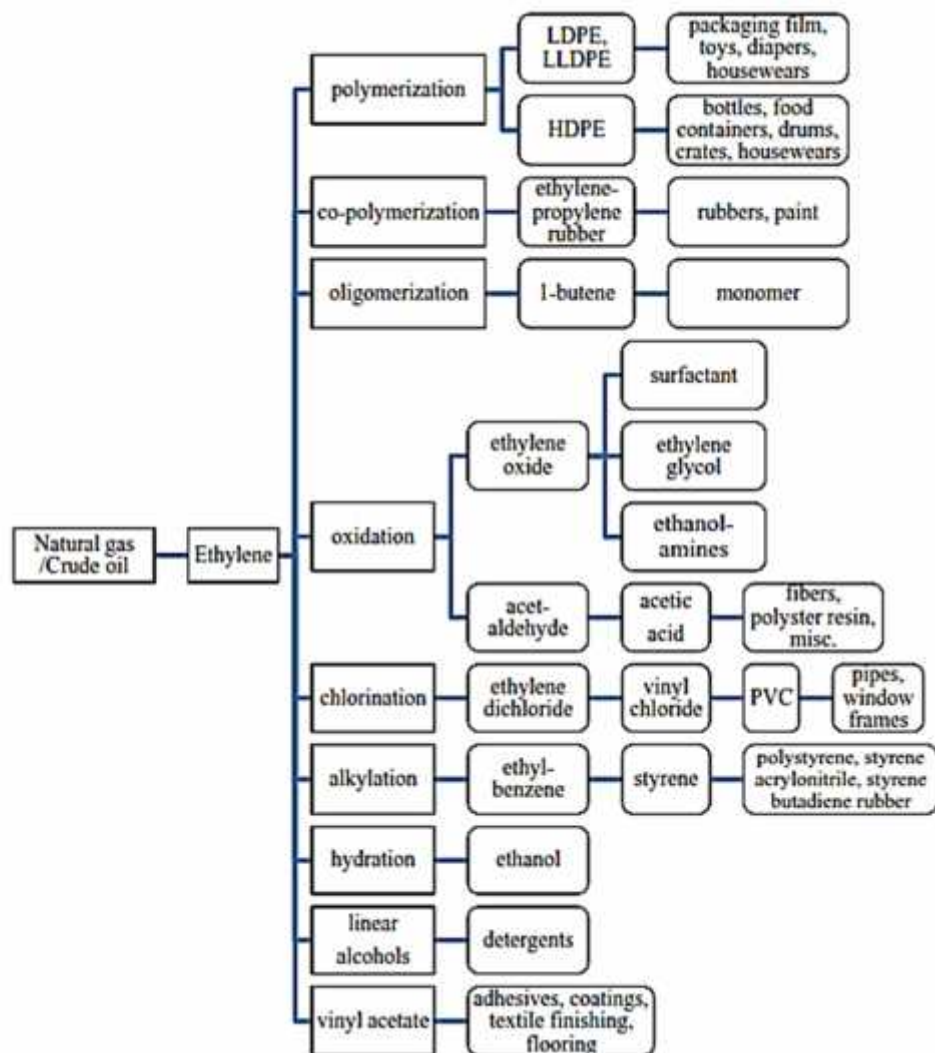 LDPE,
LLDPE
packaging film,
toys, diapers,
housewears
polymerization
HDPE
bottles, food
containers, drums,
crates, housewears
co-polymerization
ethylene-
propylene
rubber
rubbers, paint
oligomerization
1-butene
monomer
surfactant
ethylene
oxide
ethylene
glycol
ethanol-
amines
Natural gas
/Crude oil
Ethylene
oxidation
acet-
aldehyde
acetic
acid
fibers,
polyster resin,
misc.
chlorination
ethylene
dichloride
vinyl
chloride
PVC
pipes,
window
frames
alkylation
ethyl-
benzene
styrene
polystyrene, styrene
acrylonitrile, styrene
butadiene rubber
hydration
ethanol
linear
alcohols
detergents
vinyl acetate
adhesives, coatings,
textile finishing,
flooring